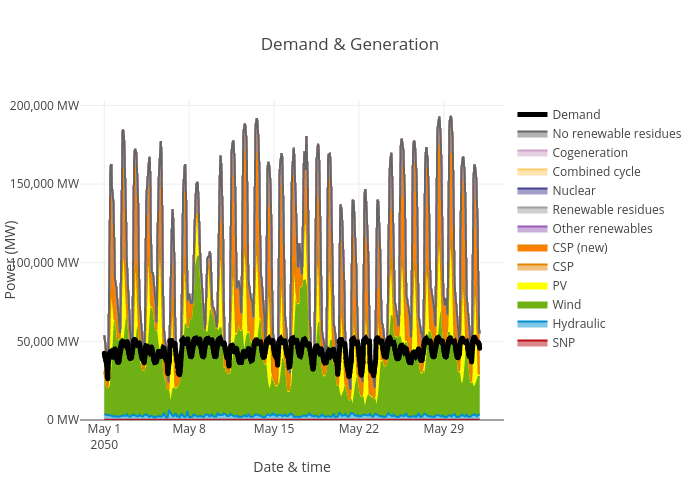 Demand & Generation
Power (MW)
200,000 MW
150,000 MW
100,000 MW
50,000 MW
0 MW
May 1
2050
May 8
May 15
May 22
May 29
Date & time
Demand
No renewable residues
Cogeneration
Combined cycle
Nuclear
Renewable residues
Other renewables
CSP (new)
CSP
PV
Wind
Hydraulic
SNP